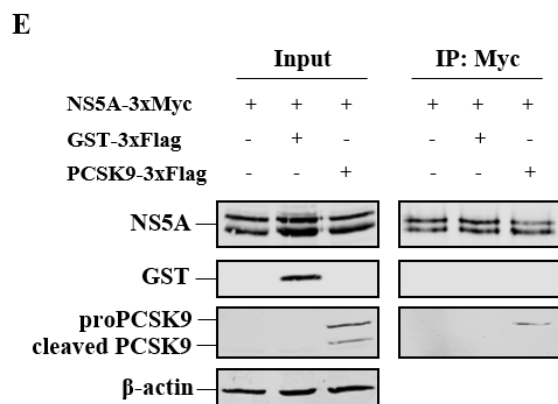 E
Input IP: Myc
NS5A-3xMyc + + + + + +
GST-3xFlag - + - - + -
PCSK9-3xFlag - - + - - +
NS5A
GST
proPCSK9
cleaved PCSK9
β-actin